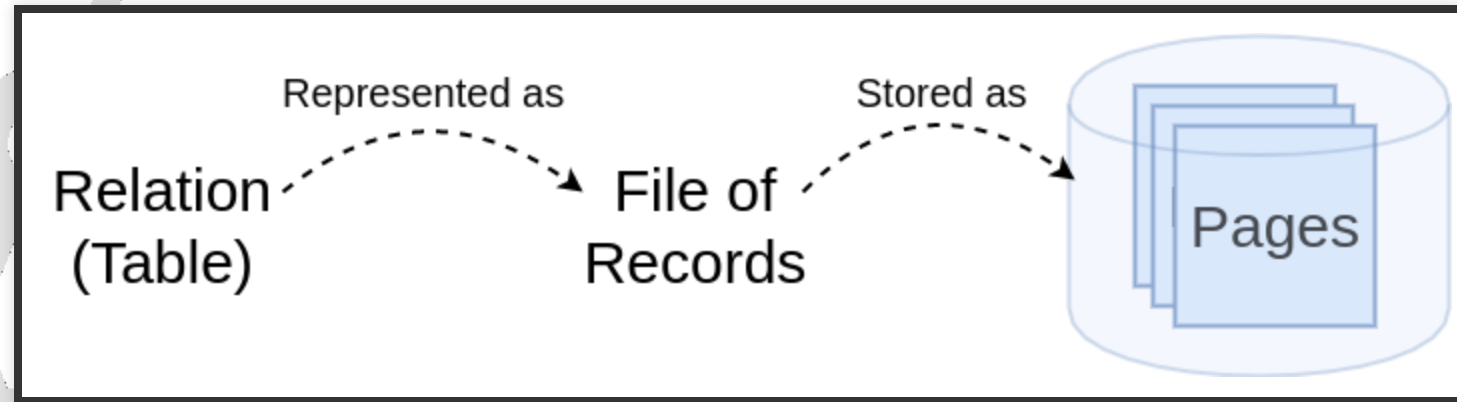 Represented as
Stored as
Relation
(Table)
File of
Records
Pages